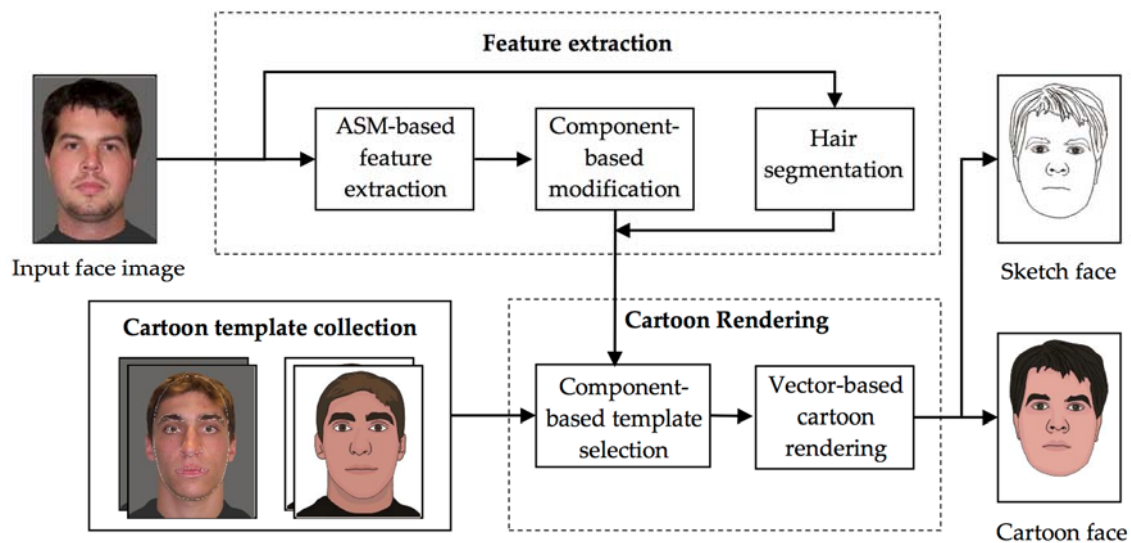 Feature extraction
ASM-based
feature
extraction
Component-
based
modification
Hair
segmentation
Input face image
Sketch face
Cartoon template collection
Cartoon Rendering
Component-
based template
selection
Vector-based
cartoon
rendering
Cartoon face